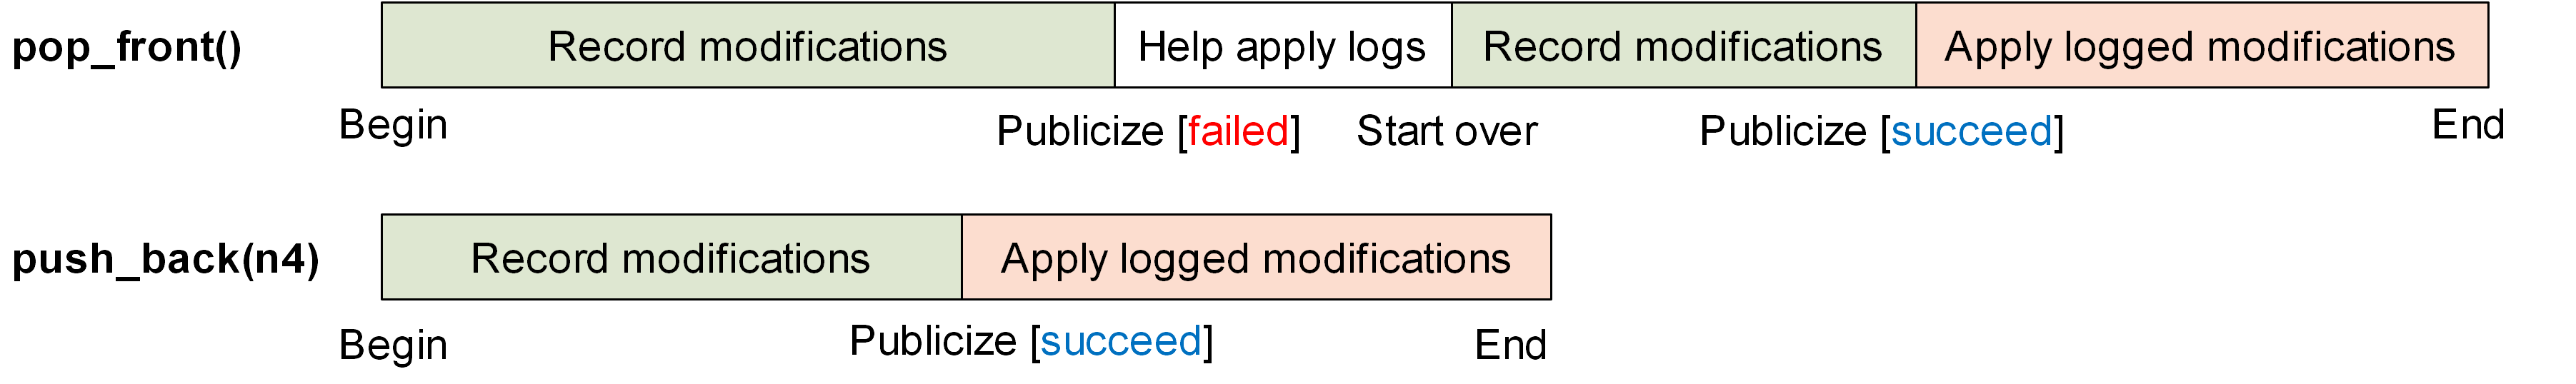 pop_front() Record modifications Help apply logs Record modifications Apply logged modifications
Begin Publicize [failed] Start over Publicize [succeed] End
push_back(n4) Record modifications Apply logged modifications
Begin Publicize [succeed] End